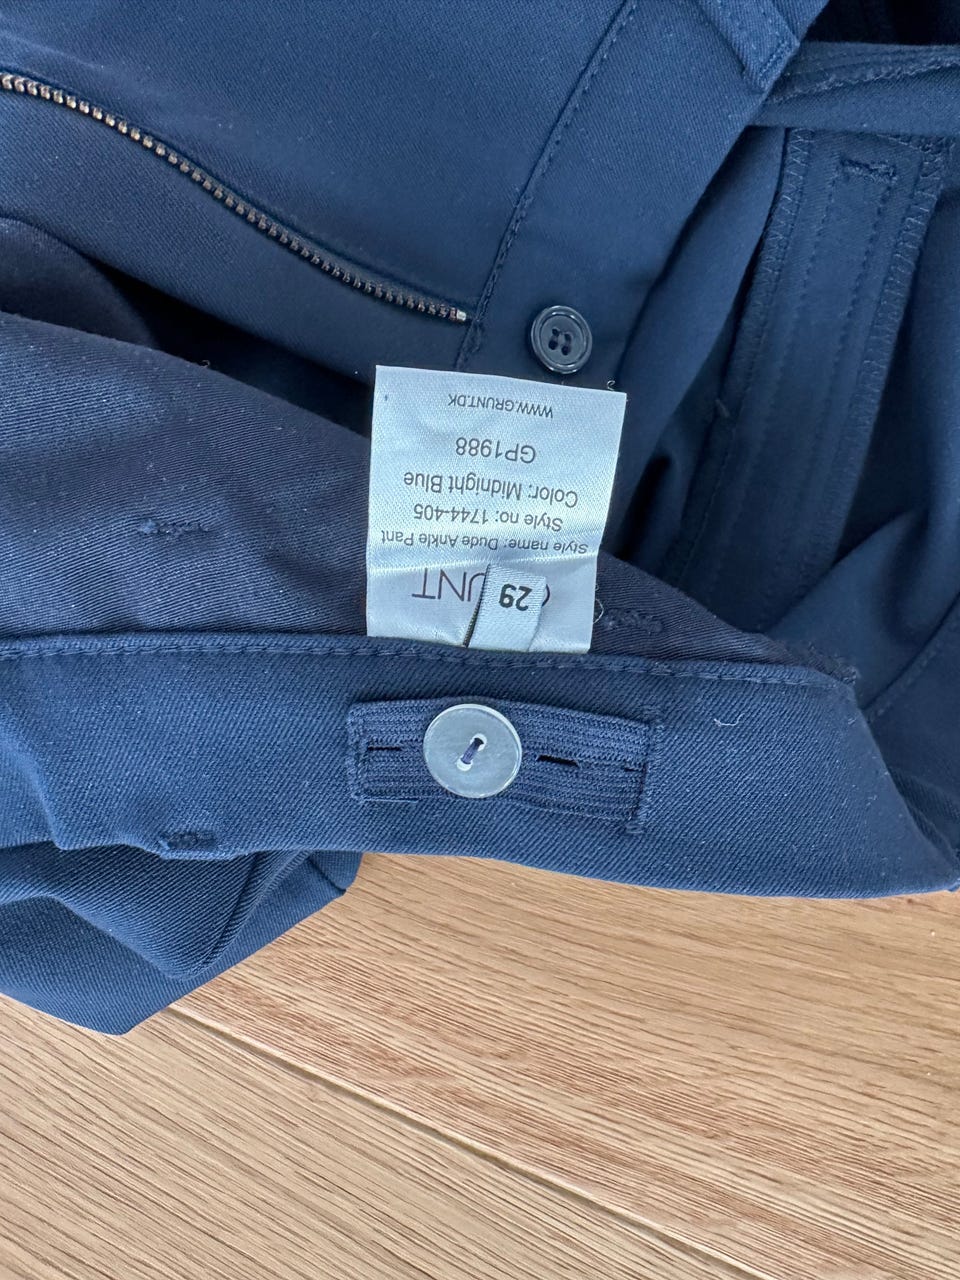 29
UNT
Style name: Dude Ankle Pant
Style no: 1744-405
Color: Midnight Blue
GP1988
WWW.GRUNT.DK